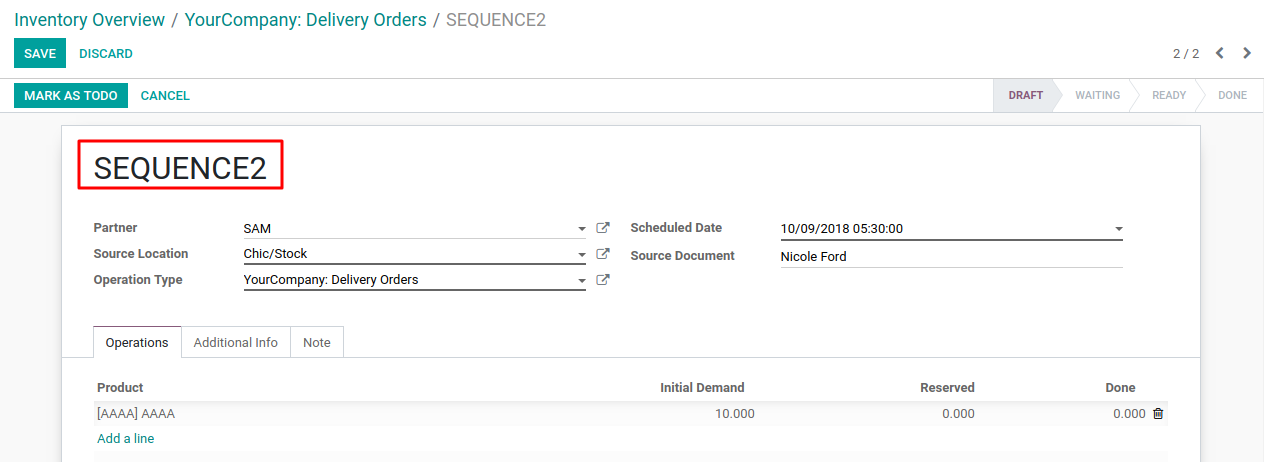 Inventory Overview / YourCompany: Delivery Orders / SEQUENCE2
SAVE DISCARD 2 / 2
MARK AS TODO CANCEL DRAFT WAITING READY DONE
SEQUENCE2
Partner SAM Scheduled Date 10/09/2018 05:30:00
Source Location Chic/Stock Source Document Nicole Ford
Operation Type YourCompany: Delivery Orders
Operations Additional Info Note
Product Initial Demand Reserved Done
[AAAA] AAAA 10.000 0.000 0.000
Add a line